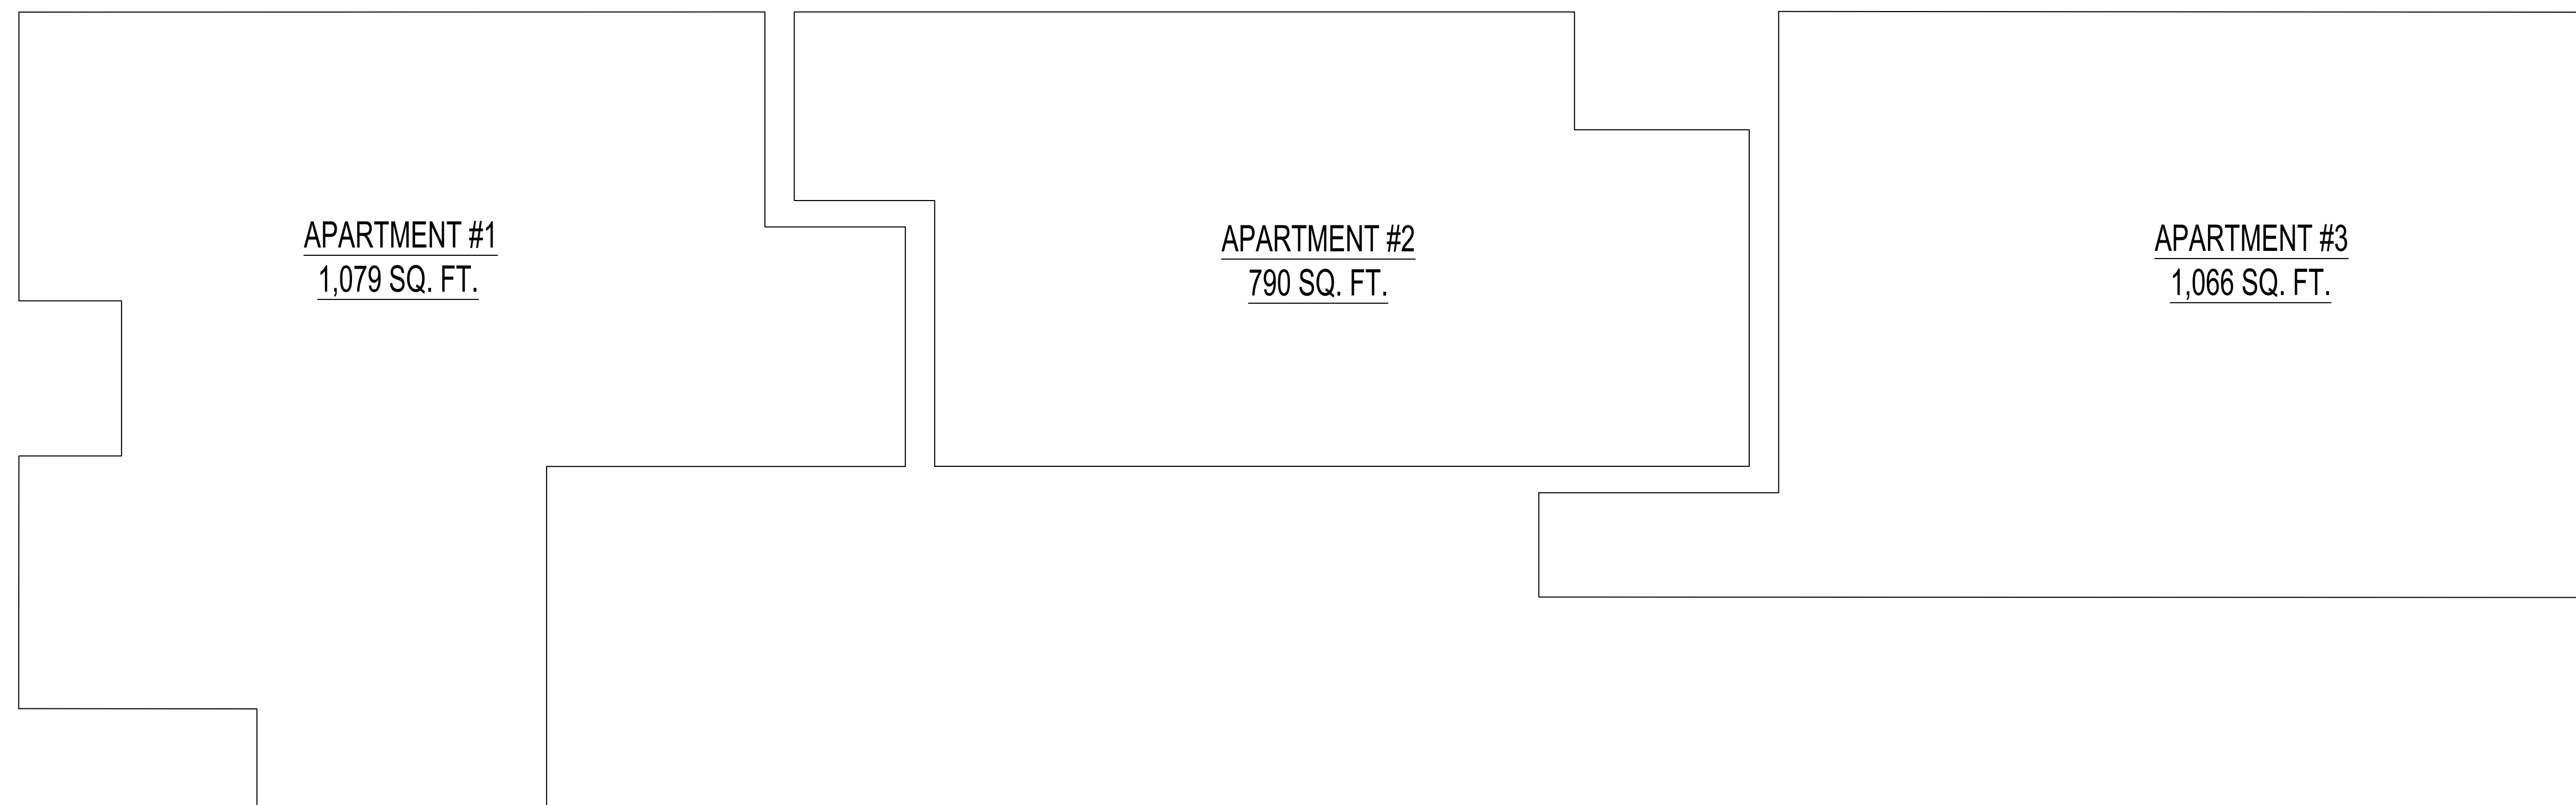 APARTMENT #1
1,079 SQ. FT.
APARTMENT #2
790 SQ. FT.
APARTMENT #3
1,066 SQ. FT.